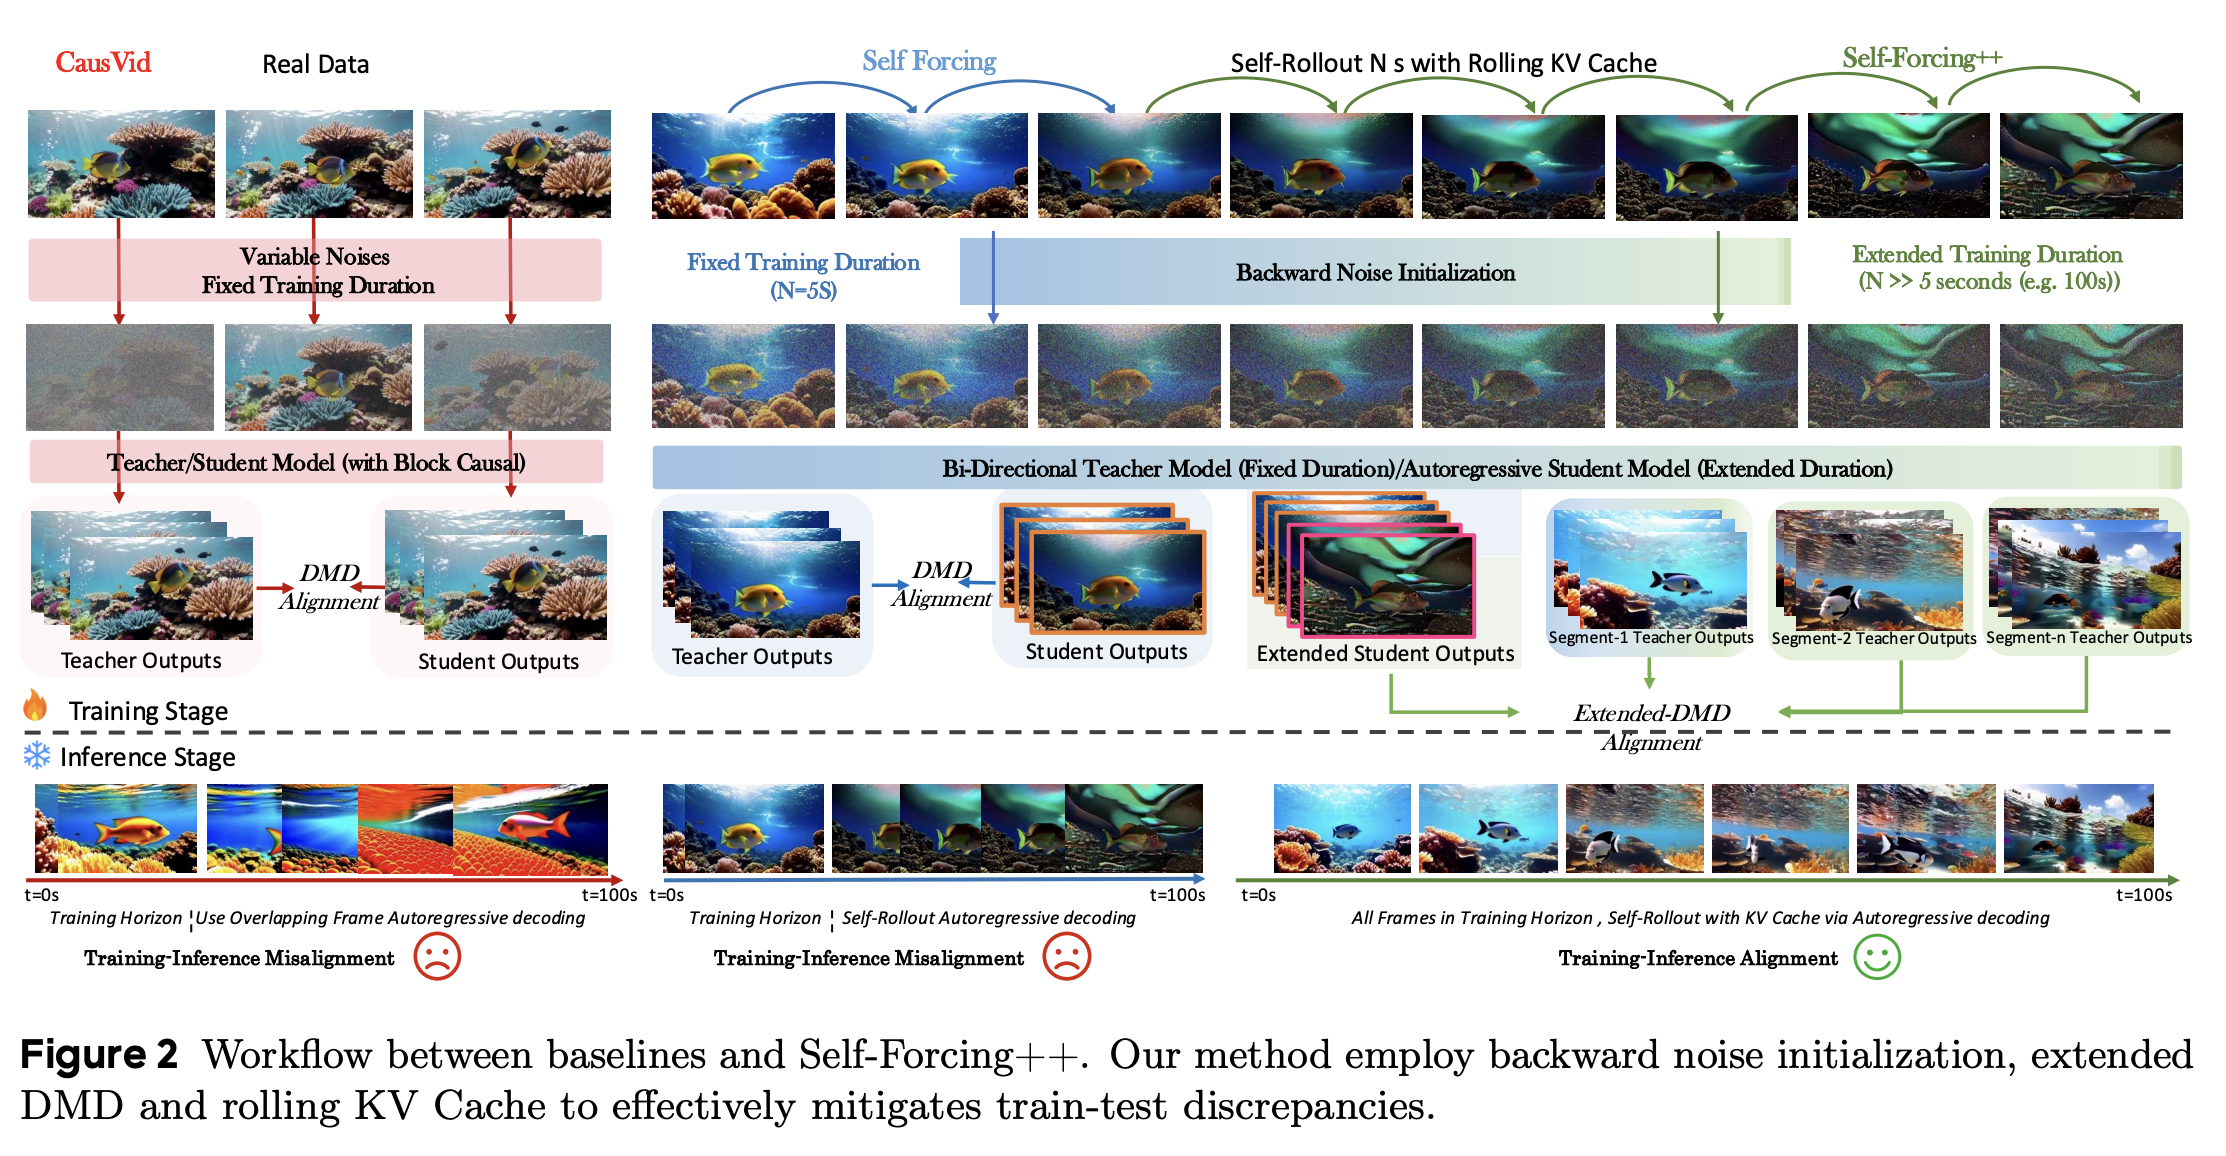 CausVid
Real Data
Self Forcing
Self-Rollout N s with Rolling KV Cache
Self-Forcing++
Variable Noises
Fixed Training Duration
Fixed Training Duration
(N=5S)
Backward Noise Initialization
Extended Training Duration
(N >> 5 seconds (e.g. 100s))
Teacher/Student Model (with Block Causal)
Bi-Directional Teacher Model (Fixed Duration)/Autoregressive Student Model (Extended Duration)
DMD
Alignment
Teacher Outputs
Student Outputs
DMD
Alignment
Teacher Outputs
Student Outputs
Extended Student Outputs
Segment-1 Teacher Outputs
Segment-2 Teacher Outputs
Segment-n Teacher Outputs
Extended-DMD
Alignment
Training Stage
Inference Stage
t=0s
t=100s
Training Horizon
Use Overlapping Frame Autoregressive decoding
Training-Inference Misalignment
t=0s
t=100s
Training Horizon
Self-Rollout Autoregressive decoding
Training-Inference Misalignment
t=0s
t=100s
All Frames in Training Horizon , Self-Rollout with KV Cache via Autoregressive decoding
Training-Inference Alignment
Figure 2 Workflow between baselines and Self-Forcing++. Our method employ backward noise initialization, extended
DMD and rolling KV Cache to effectively mitigates train-test discrepancies.